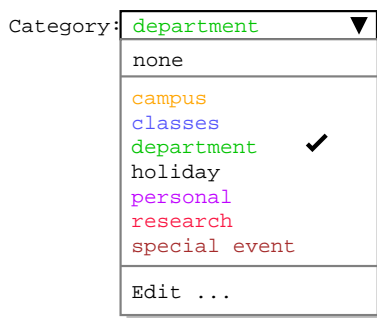 Category: department
none
campus
classes
department
holiday
personal
research
special event
Edit ...